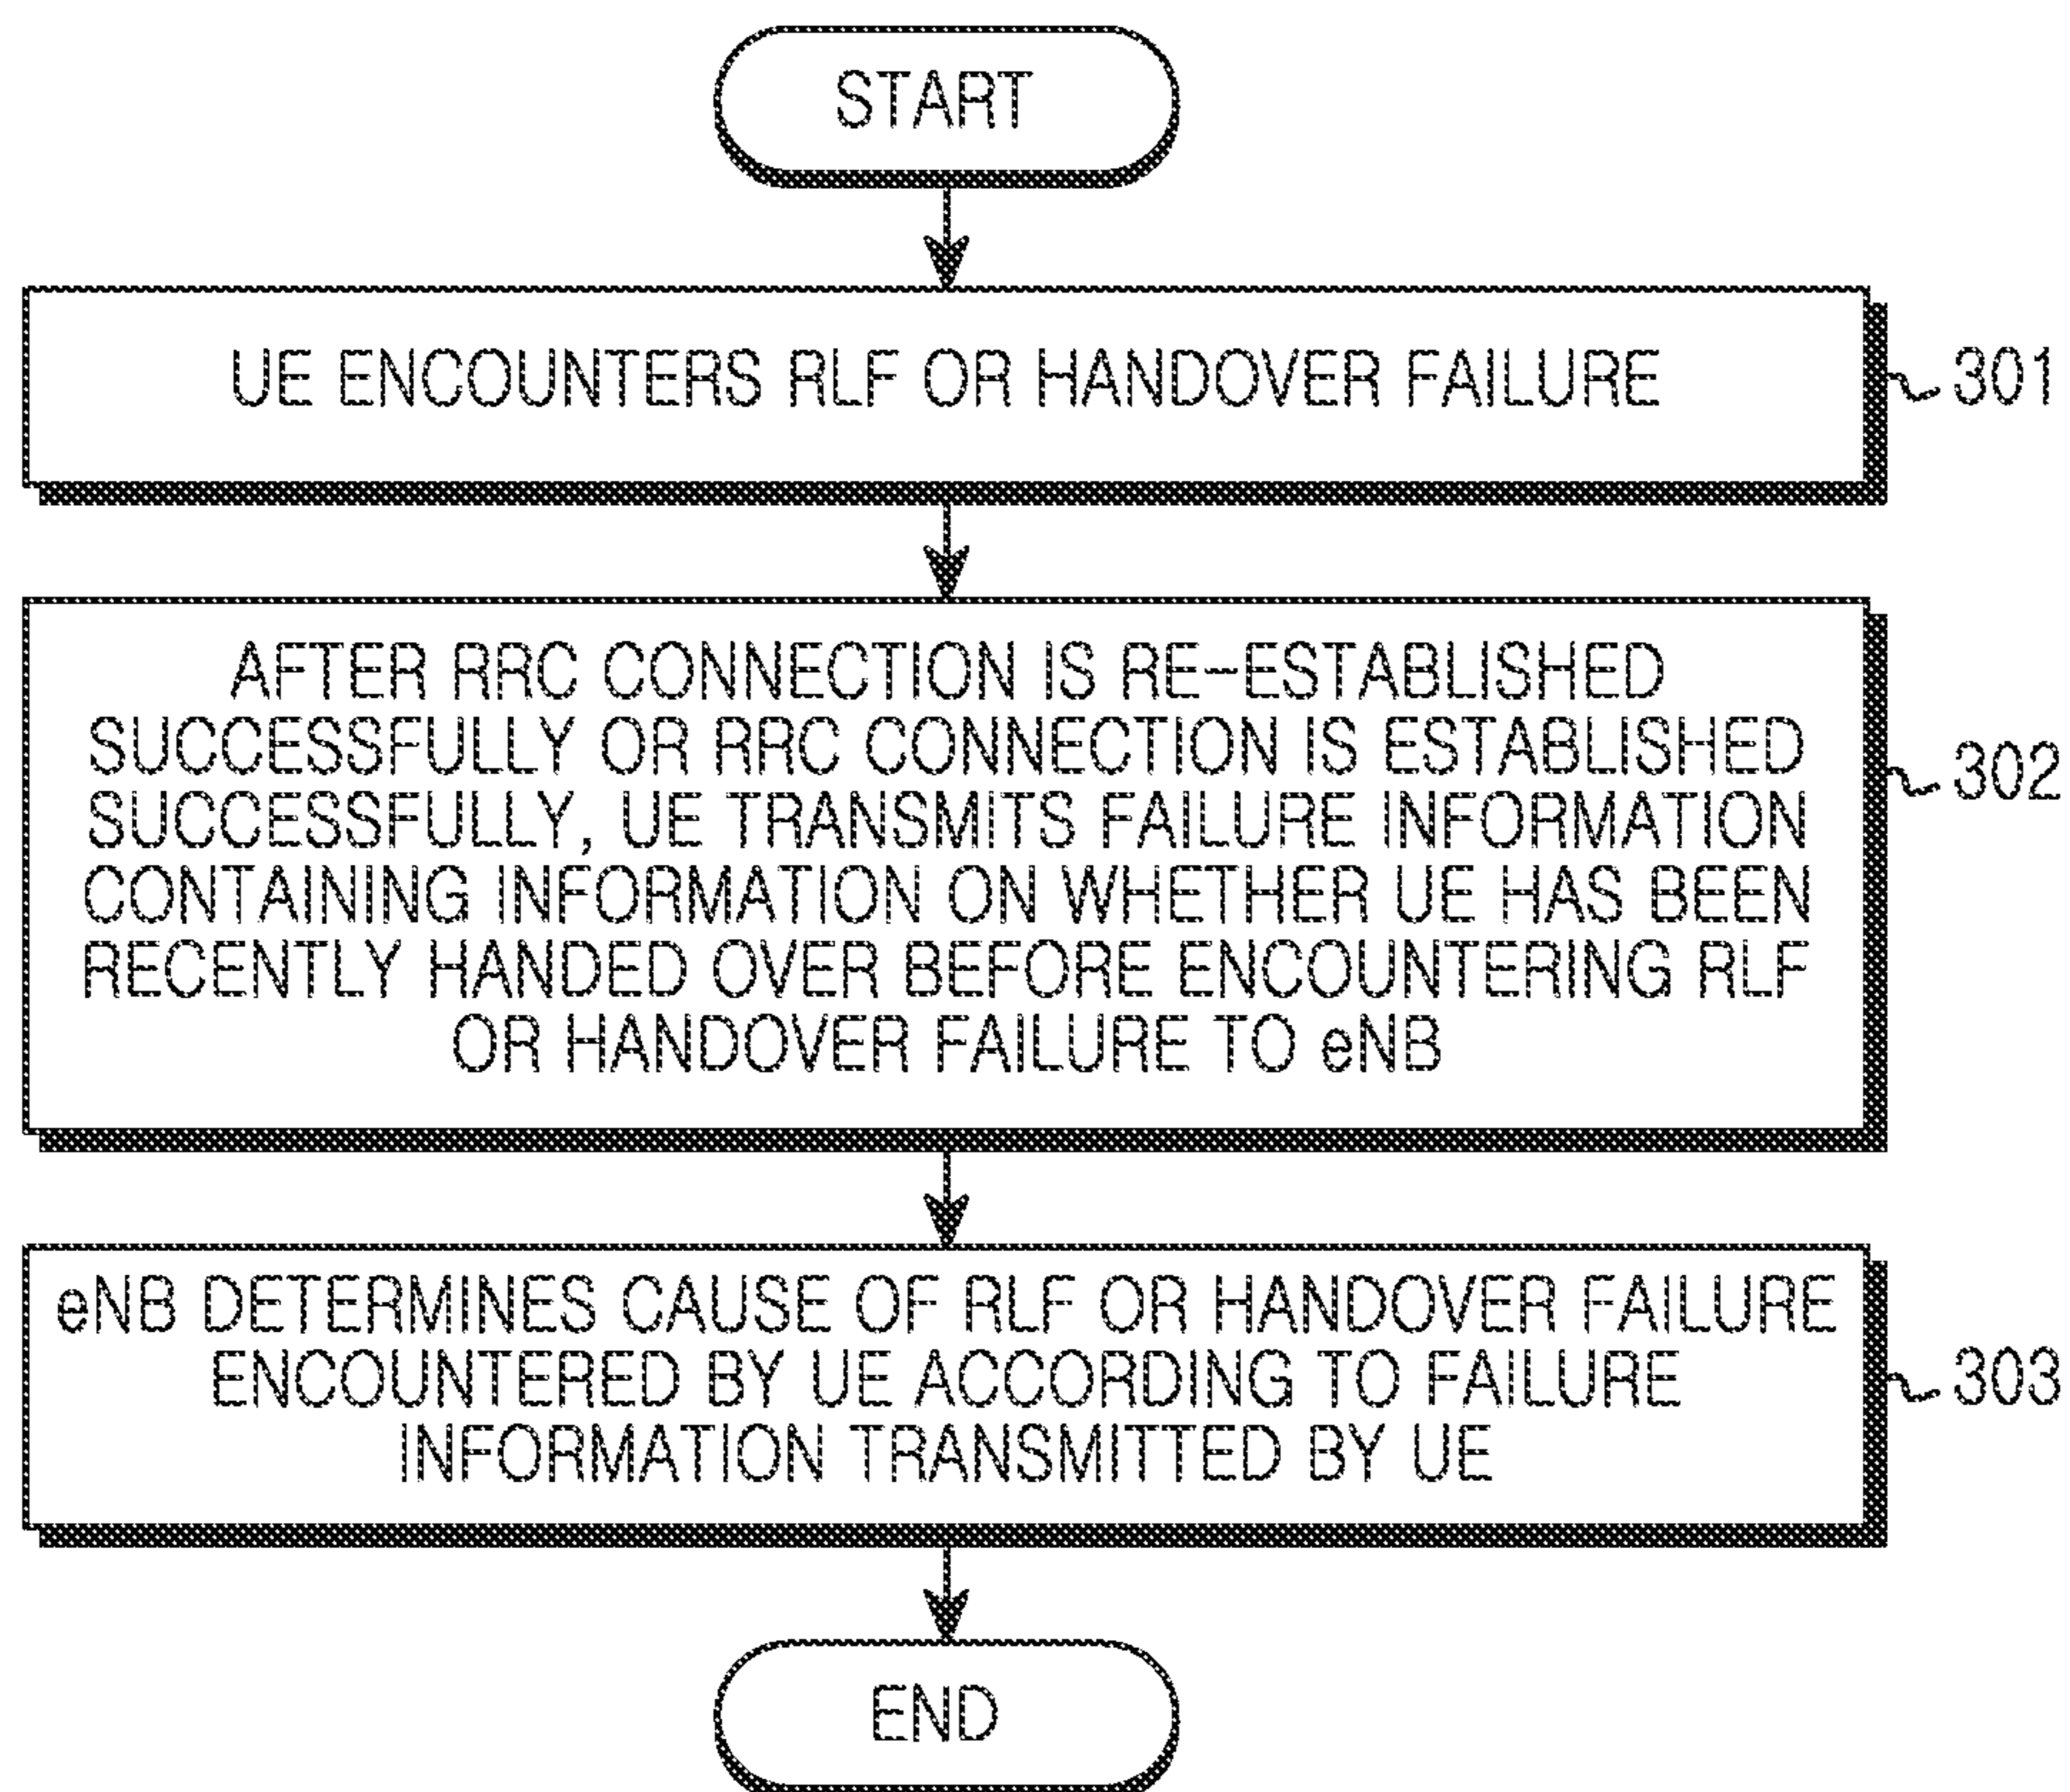 START
UE ENCOUNTERS RLF OR HANDOVER FAILURE
301
AFTER RRC CONNECTION IS RE-ESTABLISHED
SUCCESSFULLY OR RRC CONNECTION IS ESTABLISHED
SUCCESSFULLY, UE TRANSMITS FAILURE INFORMATION
CONTAINING INFORMATION ON WHETHER UE HAS BEEN
RECENTLY HANDED OVER BEFORE ENCOUNTERING RLF
OR HANDOVER FAILURE TO eNB
302
eNB DETERMINES CAUSE OF RLF OR HANDOVER FAILURE
ENCOUNTERED BY UE ACCORDING TO FAILURE
INFORMATION TRANSMITTED BY UE
303
END